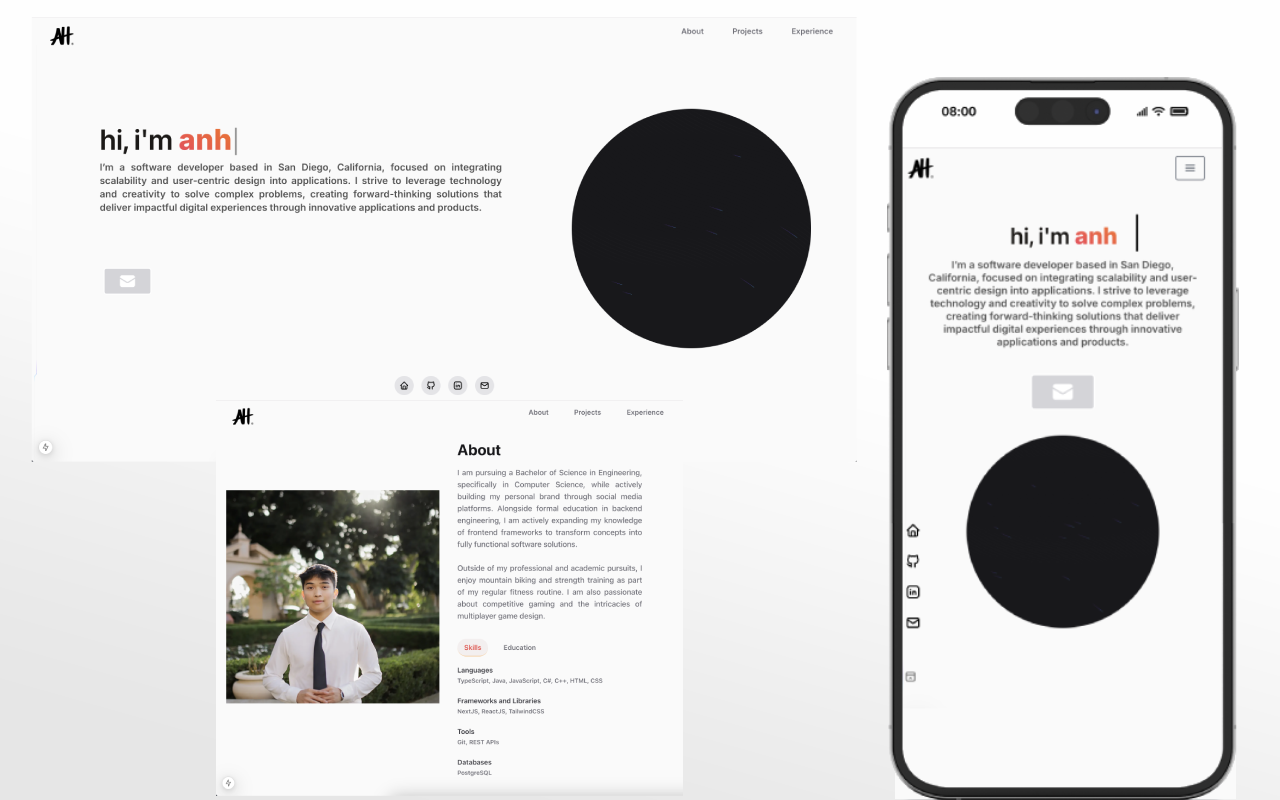 AH.
About Projects Experience
hi, i'm anh
I'm a software developer based in San Diego, California, focused on integrating
scalability and user-centric design into applications. I strive to leverage technology
and creativity to solve complex problems, creating forward-thinking solutions that
deliver impactful digital experiences through innovative applications and products.
AH.
About Projects Experience
About
I am pursuing a Bachelor of Science in Engineering,
specifically in Computer Science, while actively
building my personal brand through social media
platforms. Alongside formal education in backend
engineering, I am actively expanding my knowledge
of frontend frameworks to transform concepts into
fully functional software solutions.
Outside of my professional and academic pursuits, I
enjoy mountain biking and strength training as part
of my regular fitness routine. I am also passionate
about competitive gaming and the intricacies of
multiplayer game design.
Skills Education
Languages
TypeScript, Java, JavaScript, C#, C++, HTML, CSS
Frameworks and Libraries
NextJS, ReactJS, TailwindCSS
Tools
Git, REST APIs
Databases
PostgreSQL
08:00
AH.
hi, i'm anh
I'm a software developer based in San Diego,
California, focused on integrating scalability and user-
centric design into applications. I strive to leverage
technology and creativity to solve complex problems,
creating forward-thinking solutions that deliver
impactful digital experiences through innovative
applications and products.